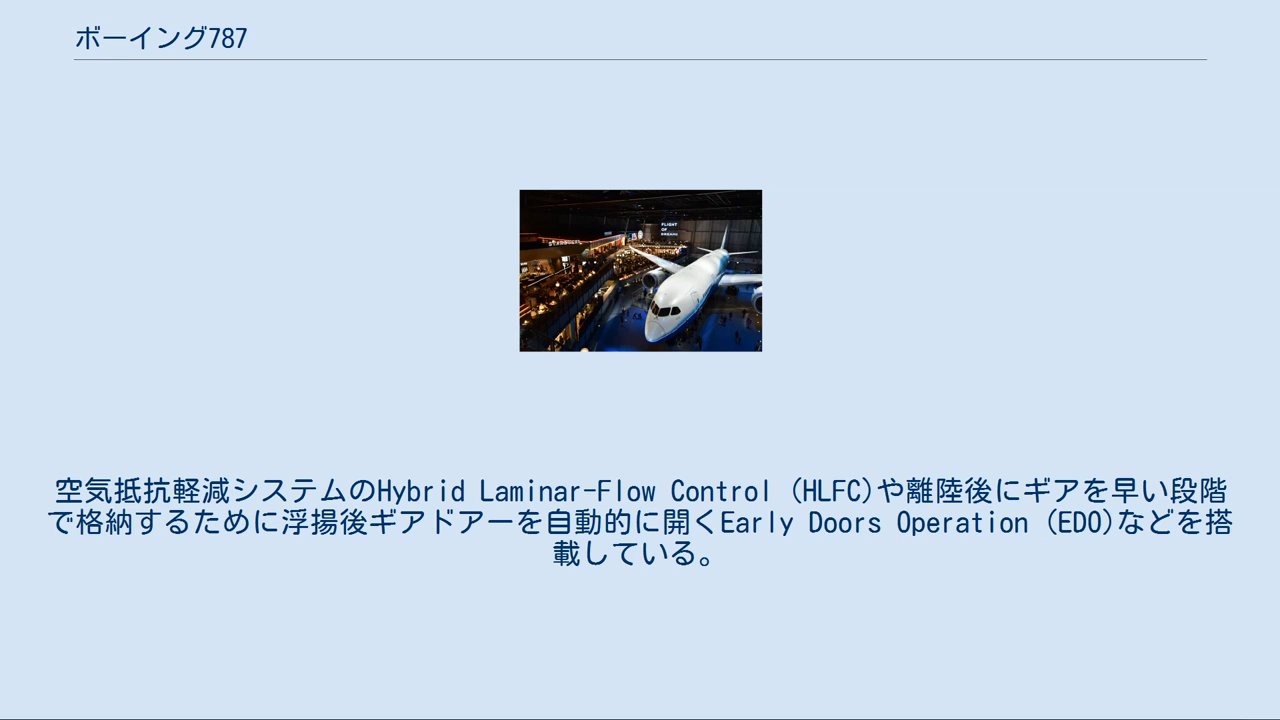 ボーイング787
FLIGHT
OF
DREAMS
空気抵抗軽減システムのHybrid Laminar-Flow Control (HLFC)や離陸後にギアを早い段階
で格納するために浮揚後ギアドアーを自動的に開くEarly Doors Operation (EDO)などを搭
載している。